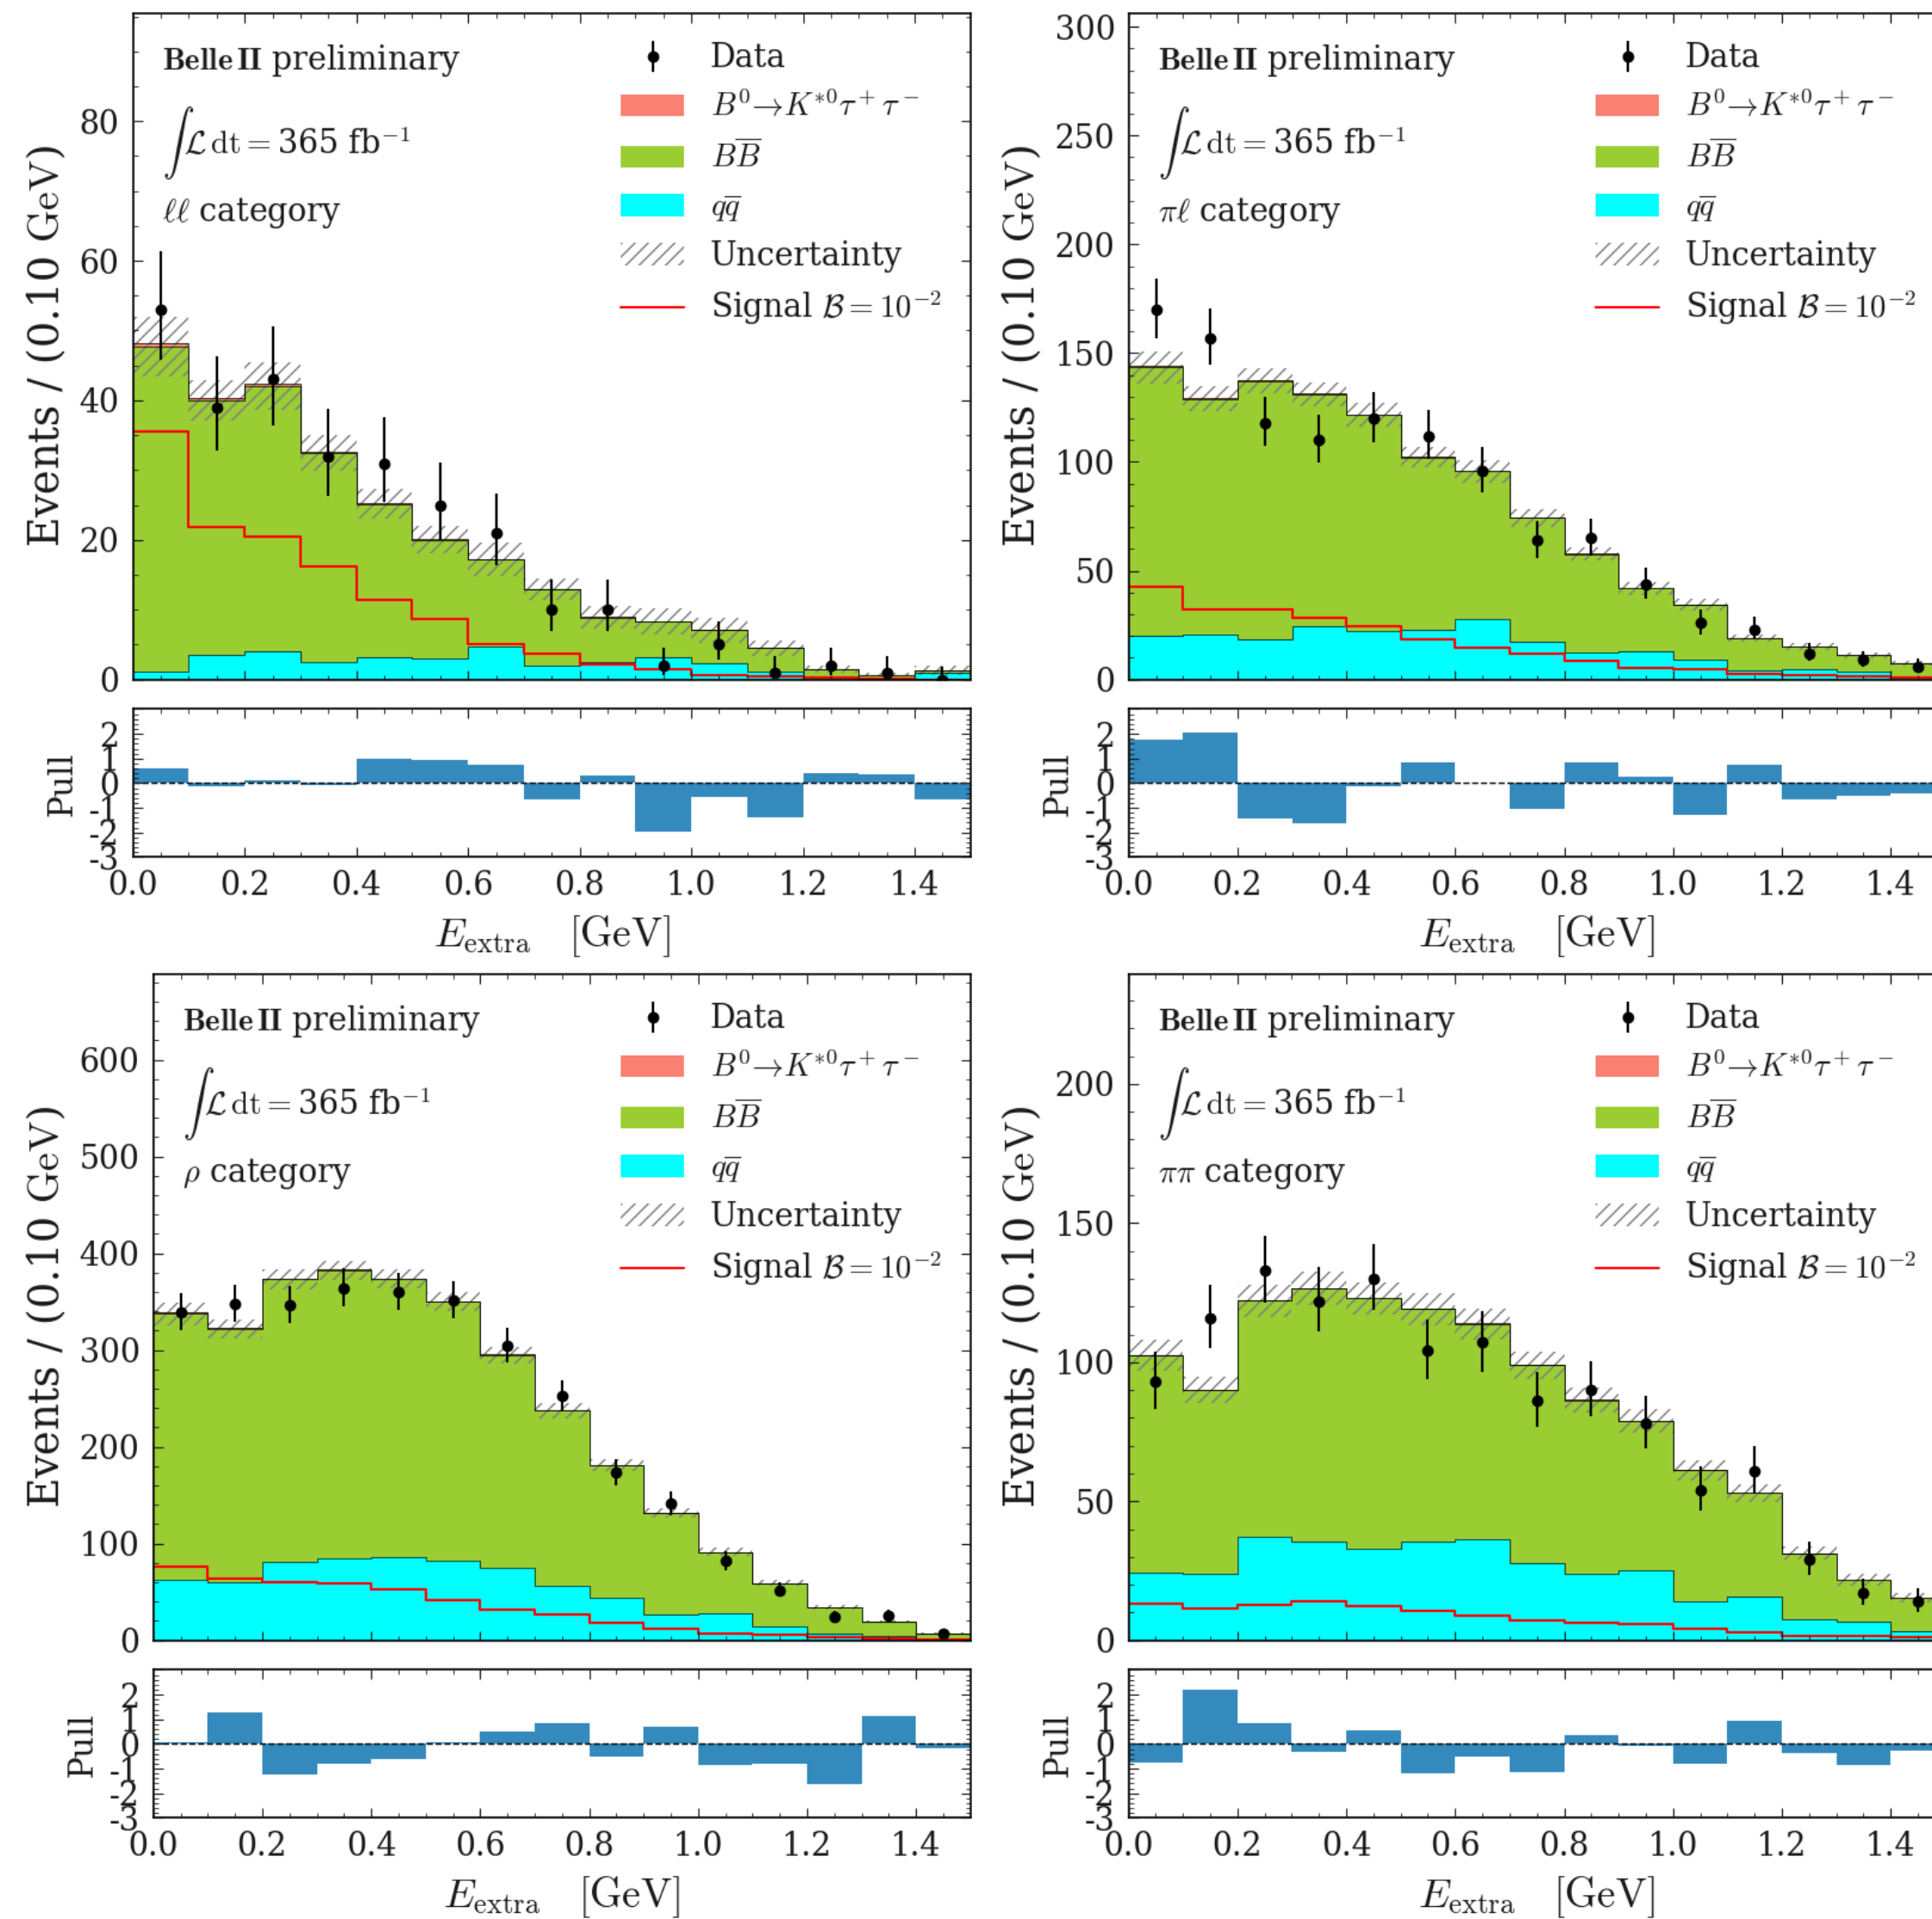 Belle II preliminary
∫ℒ dt = 365 fb⁻¹
ℓℓ category
Data
B⁰→K*⁰τ⁺τ⁻
BB̅
qq̅
Uncertainty
Signal ℬ = 10⁻²
Events / (0.10 GeV)
80
60
40
20
0
Pull
2
1
0
-1
-2
-3
0.0 0.2 0.4 0.6 0.8 1.0 1.2 1.4
E_extra [GeV]
Belle II preliminary
∫ℒ dt = 365 fb⁻¹
πℓ category
Data
B⁰→K*⁰τ⁺τ⁻
BB̅
qq̅
Uncertainty
Signal ℬ = 10⁻²
Events / (0.10 GeV)
300
250
200
150
100
50
0
Pull
2
1
0
-1
-2
-3
0.0 0.2 0.4 0.6 0.8 1.0 1.2 1.4
E_extra [GeV]
Belle II preliminary
∫ℒ dt = 365 fb⁻¹
ρ category
Data
B⁰→K*⁰τ⁺τ⁻
BB̅
qq̅
Uncertainty
Signal ℬ = 10⁻²
Events / (0.10 GeV)
600
500
400
300
200
100
0
Pull
2
1
0
-1
-2
-3
0.0 0.2 0.4 0.6 0.8 1.0 1.2 1.4
E_extra [GeV]
Belle II preliminary
∫ℒ dt = 365 fb⁻¹
ππ category
Data
B⁰→K*⁰τ⁺τ⁻
BB̅
qq̅
Uncertainty
Signal ℬ = 10⁻²
Events / (0.10 GeV)
200
150
100
50
0
Pull
2
1
0
-1
-2
-3
0.0 0.2 0.4 0.6 0.8 1.0 1.2 1.4
E_extra [GeV]